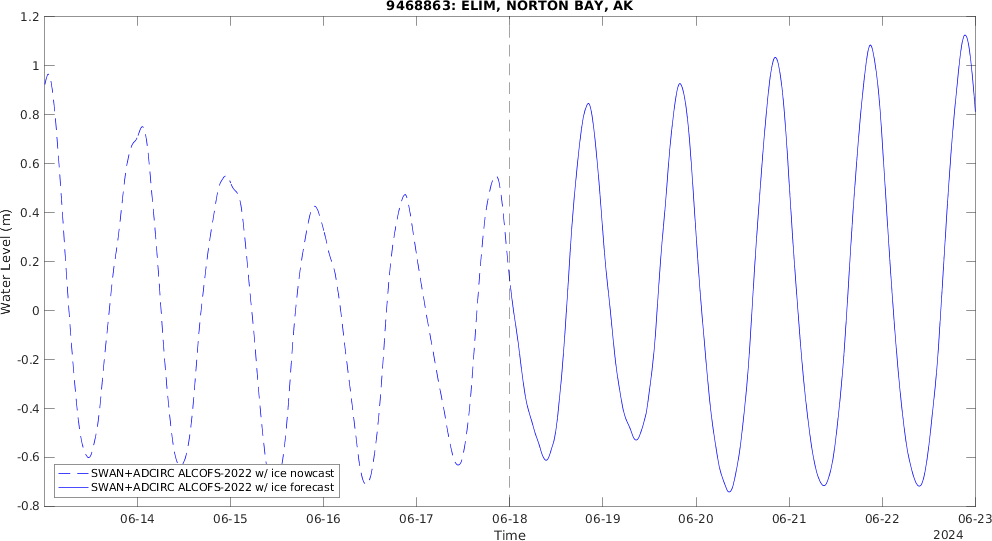 9468863: ELIM, NORTON BAY, AK
1.2
1
0.8
0.6
0.4
0.2
0
-0.2
-0.4
-0.6
-0.8
Water Level (m)
SWAN+ADCIRC ALCOFS-2022 w/ ice nowcast
SWAN+ADCIRC ALCOFS-2022 w/ ice forecast
06-14 06-15 06-16 06-17 06-18 06-19 06-20 06-21 06-22 06-23
Time
2024